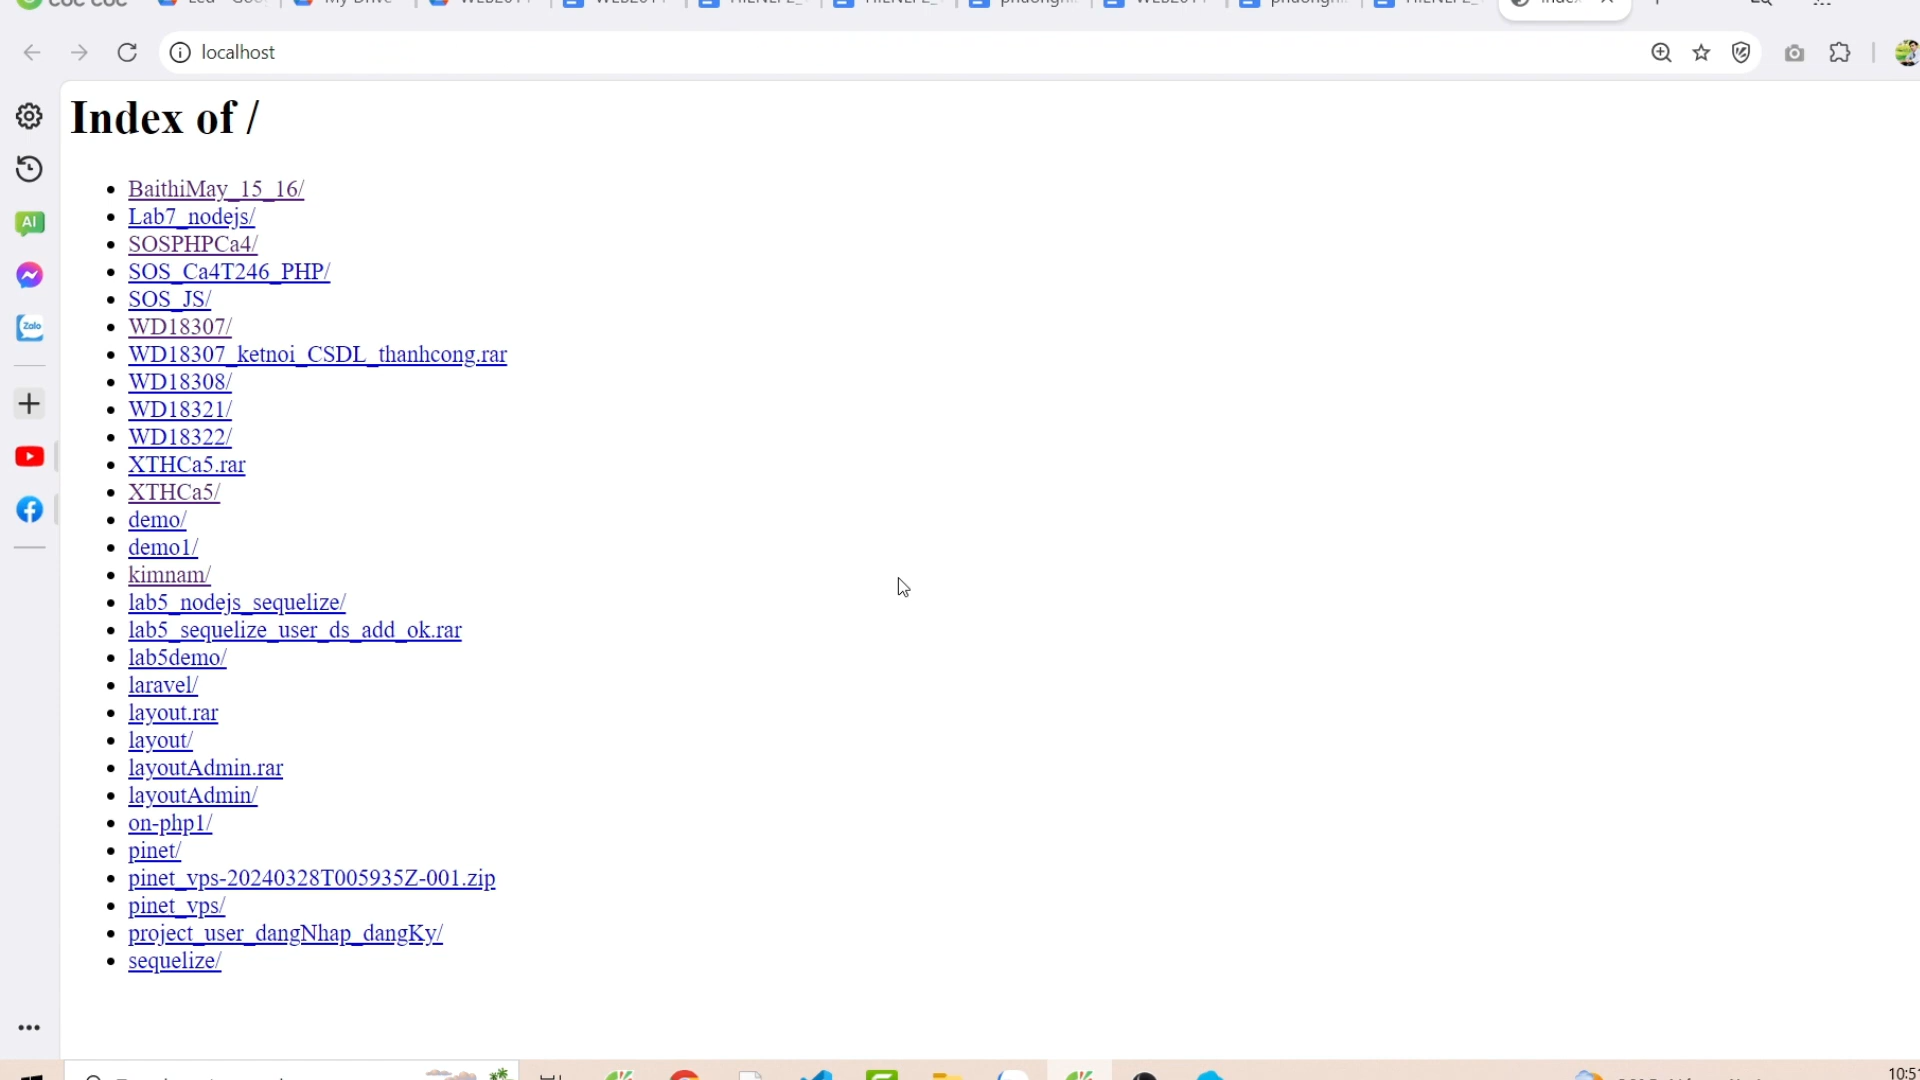 localhost
Index of /
BaithiMay_15_16/
Lab7_nodejs/
SOSPHPCa4/
SOS_Ca4T246_PHP/
SOS_JS/
WD18307/
WD18307_ketnoi_CSDL_thanhcong.rar
WD18308/
WD18321/
WD18322/
XTHCa5.rar
XTHCa5/
demo/
demo1/
kimnam/
lab5_nodejs_sequelize/
lab5_sequelize_user_ds_add_ok.rar
lab5demo/
laravel/
layout.rar
layout/
layoutAdmin.rar
layoutAdmin/
on-php1/
pinet/
pinet_vps-20240328T005935Z-001.zip
pinet_vps/
project_user_dangNhap_dangKy/
sequelize/
AI
Zalo